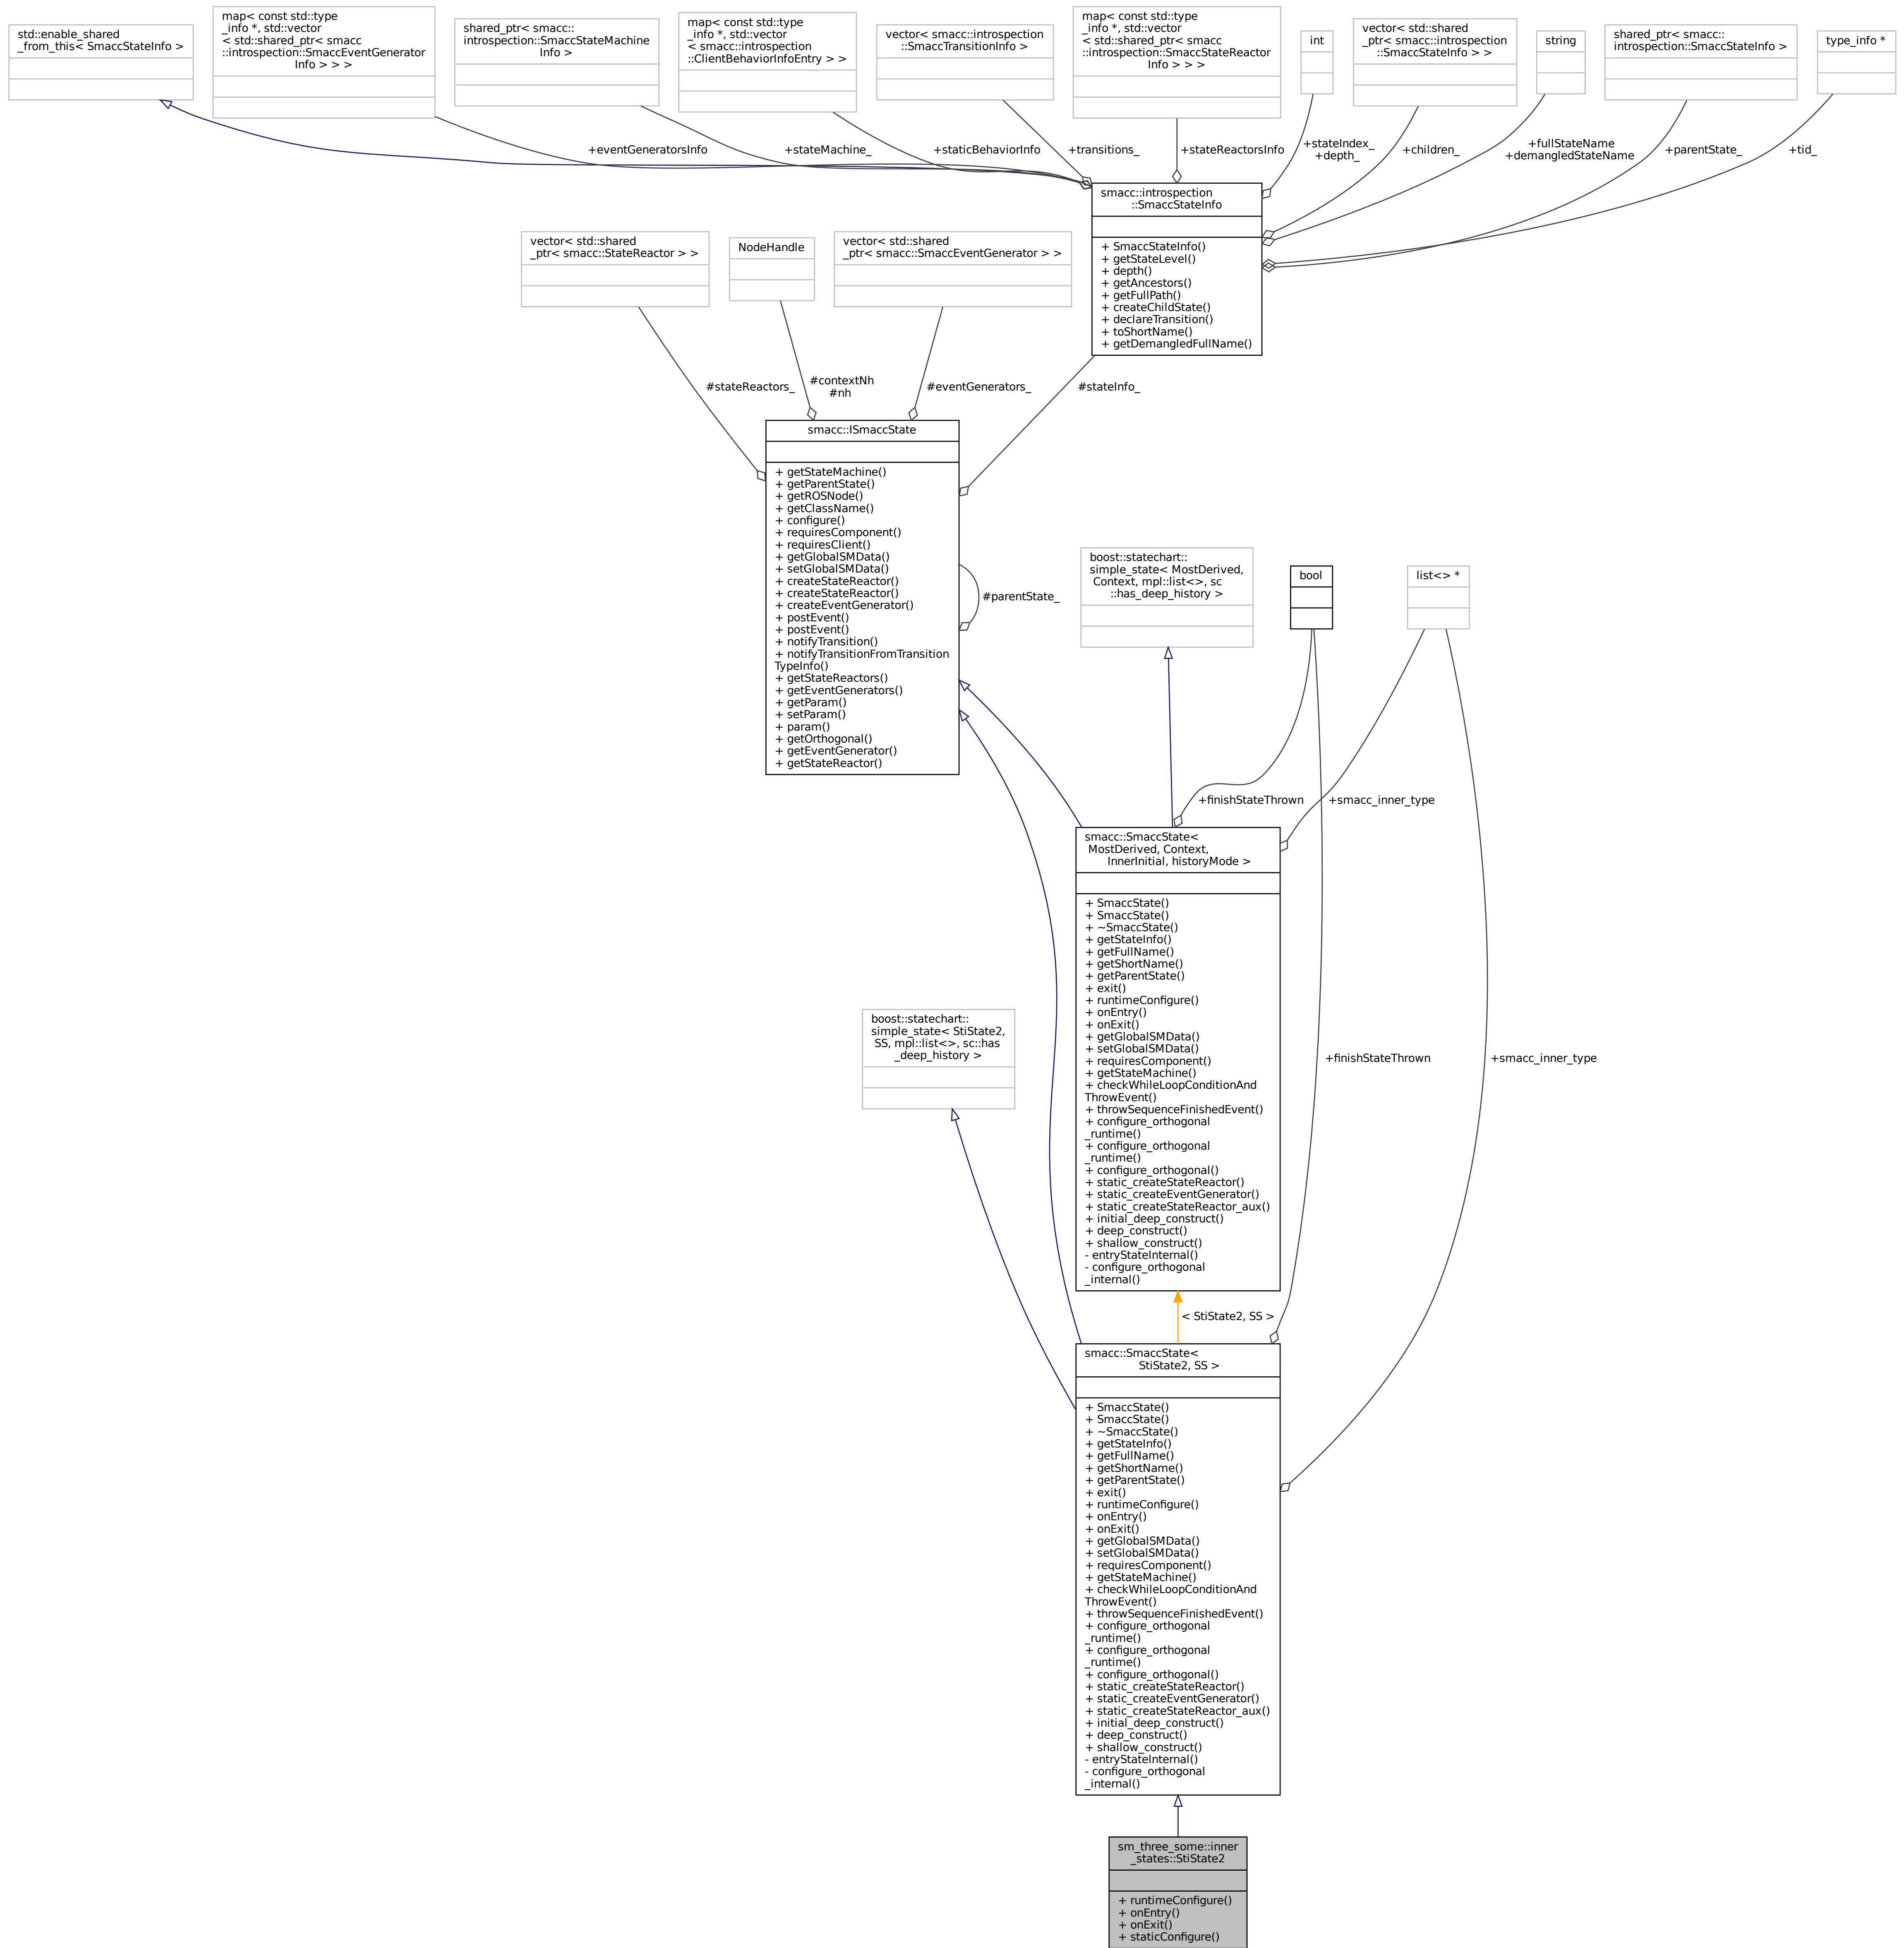 std::enable_shared
_from_this< SmaccStateInfo >
map< const std::type
_info *, std::vector
< std::shared_ptr< smacc
::introspection::SmaccEventGenerator
Info > > >
shared_ptr< smacc::
introspection::SmaccStateMachine
Info >
map< const std::type
_info *, std::vector
< smacc::introspection
::ClientBehaviorInfoEntry > >
vector< smacc::introspection
::SmaccTransitionInfo >
map< const std::type
_info *, std::vector
< std::shared_ptr< smacc
::introspection::SmaccStateReactor
Info > > >
int
vector< std::shared
_ptr< smacc::introspection
::SmaccStateInfo > >
string
shared_ptr< smacc::
introspection::SmaccStateInfo >
type_info *
+eventGeneratorsInfo
+stateMachine_
+staticBehaviorInfo
+transitions_
+stateReactorsInfo
+stateIndex_
+depth_
+children_
+fullStateName
+demangledStateName
+parentState_
+tid_
smacc::introspection
::SmaccStateInfo
+ SmaccStateInfo()
+ getStateLevel()
+ depth()
+ getAncestors()
+ getFullPath()
+ createChildState()
+ declareTransition()
+ toShortName()
+ getDemangledFullName()
vector< std::shared
_ptr< smacc::StateReactor > >
NodeHandle
vector< std::shared
_ptr< smacc::SmaccEventGenerator > >
#stateReactors_
#contextNh
#nh
#eventGenerators_
#stateInfo_
smacc::ISmaccState
+ getStateMachine()
+ getParentState()
+ getROSNode()
+ getClassName()
+ configure()
+ requiresComponent()
+ requiresClient()
+ getGlobalSMData()
+ setGlobalSMData()
+ createStateReactor()
+ createStateReactor()
+ createEventGenerator()
+ postEvent()
+ postEvent()
+ notifyTransition()
+ notifyTransitionFromTransition
TypeInfo()
+ getStateReactors()
+ getEventGenerators()
+ getParam()
+ setParam()
+ param()
+ getOrthogonal()
+ getEventGenerator()
+ getStateReactor()
#parentState_
boost::statechart::
simple_state< MostDerived,
Context, mpl::list<>, sc
::has_deep_history >
bool
list<> *
+finishStateThrown
+smacc_inner_type
smacc::SmaccState<
MostDerived, Context,
InnerInitial, historyMode >
+ SmaccState()
+ SmaccState()
+ ~SmaccState()
+ getStateInfo()
+ getFullName()
+ getShortName()
+ getParentState()
+ exit()
+ runtimeConfigure()
+ onEntry()
+ onExit()
+ getGlobalSMData()
+ setGlobalSMData()
+ requiresComponent()
+ getStateMachine()
+ checkWhileLoopConditionAnd
ThrowEvent()
+ throwSequenceFinishedEvent()
+ configure_orthogonal
_runtime()
+ configure_orthogonal
_runtime()
+ configure_orthogonal()
+ static_createStateReactor()
+ static_createEventGenerator()
+ static_createStateReactor_aux()
+ initial_deep_construct()
+ deep_construct()
+ shallow_construct()
- entryStateInternal()
- configure_orthogonal
_internal()
boost::statechart::
simple_state< StiState2,
SS, mpl::list<>, sc::has
_deep_history >
+finishStateThrown
+smacc_inner_type
< StiState2, SS >
smacc::SmaccState<
StiState2, SS >
+ SmaccState()
+ SmaccState()
+ ~SmaccState()
+ getStateInfo()
+ getFullName()
+ getShortName()
+ getParentState()
+ exit()
+ runtimeConfigure()
+ onEntry()
+ onExit()
+ getGlobalSMData()
+ setGlobalSMData()
+ requiresComponent()
+ getStateMachine()
+ checkWhileLoopConditionAnd
ThrowEvent()
+ throwSequenceFinishedEvent()
+ configure_orthogonal
_runtime()
+ configure_orthogonal
_runtime()
+ configure_orthogonal()
+ static_createStateReactor()
+ static_createEventGenerator()
+ static_createStateReactor_aux()
+ initial_deep_construct()
+ deep_construct()
+ shallow_construct()
- entryStateInternal()
- configure_orthogonal
_internal()
sm_three_some::inner
_states::StiState2
+ runtimeConfigure()
+ onEntry()
+ onExit()
+ staticConfigure()